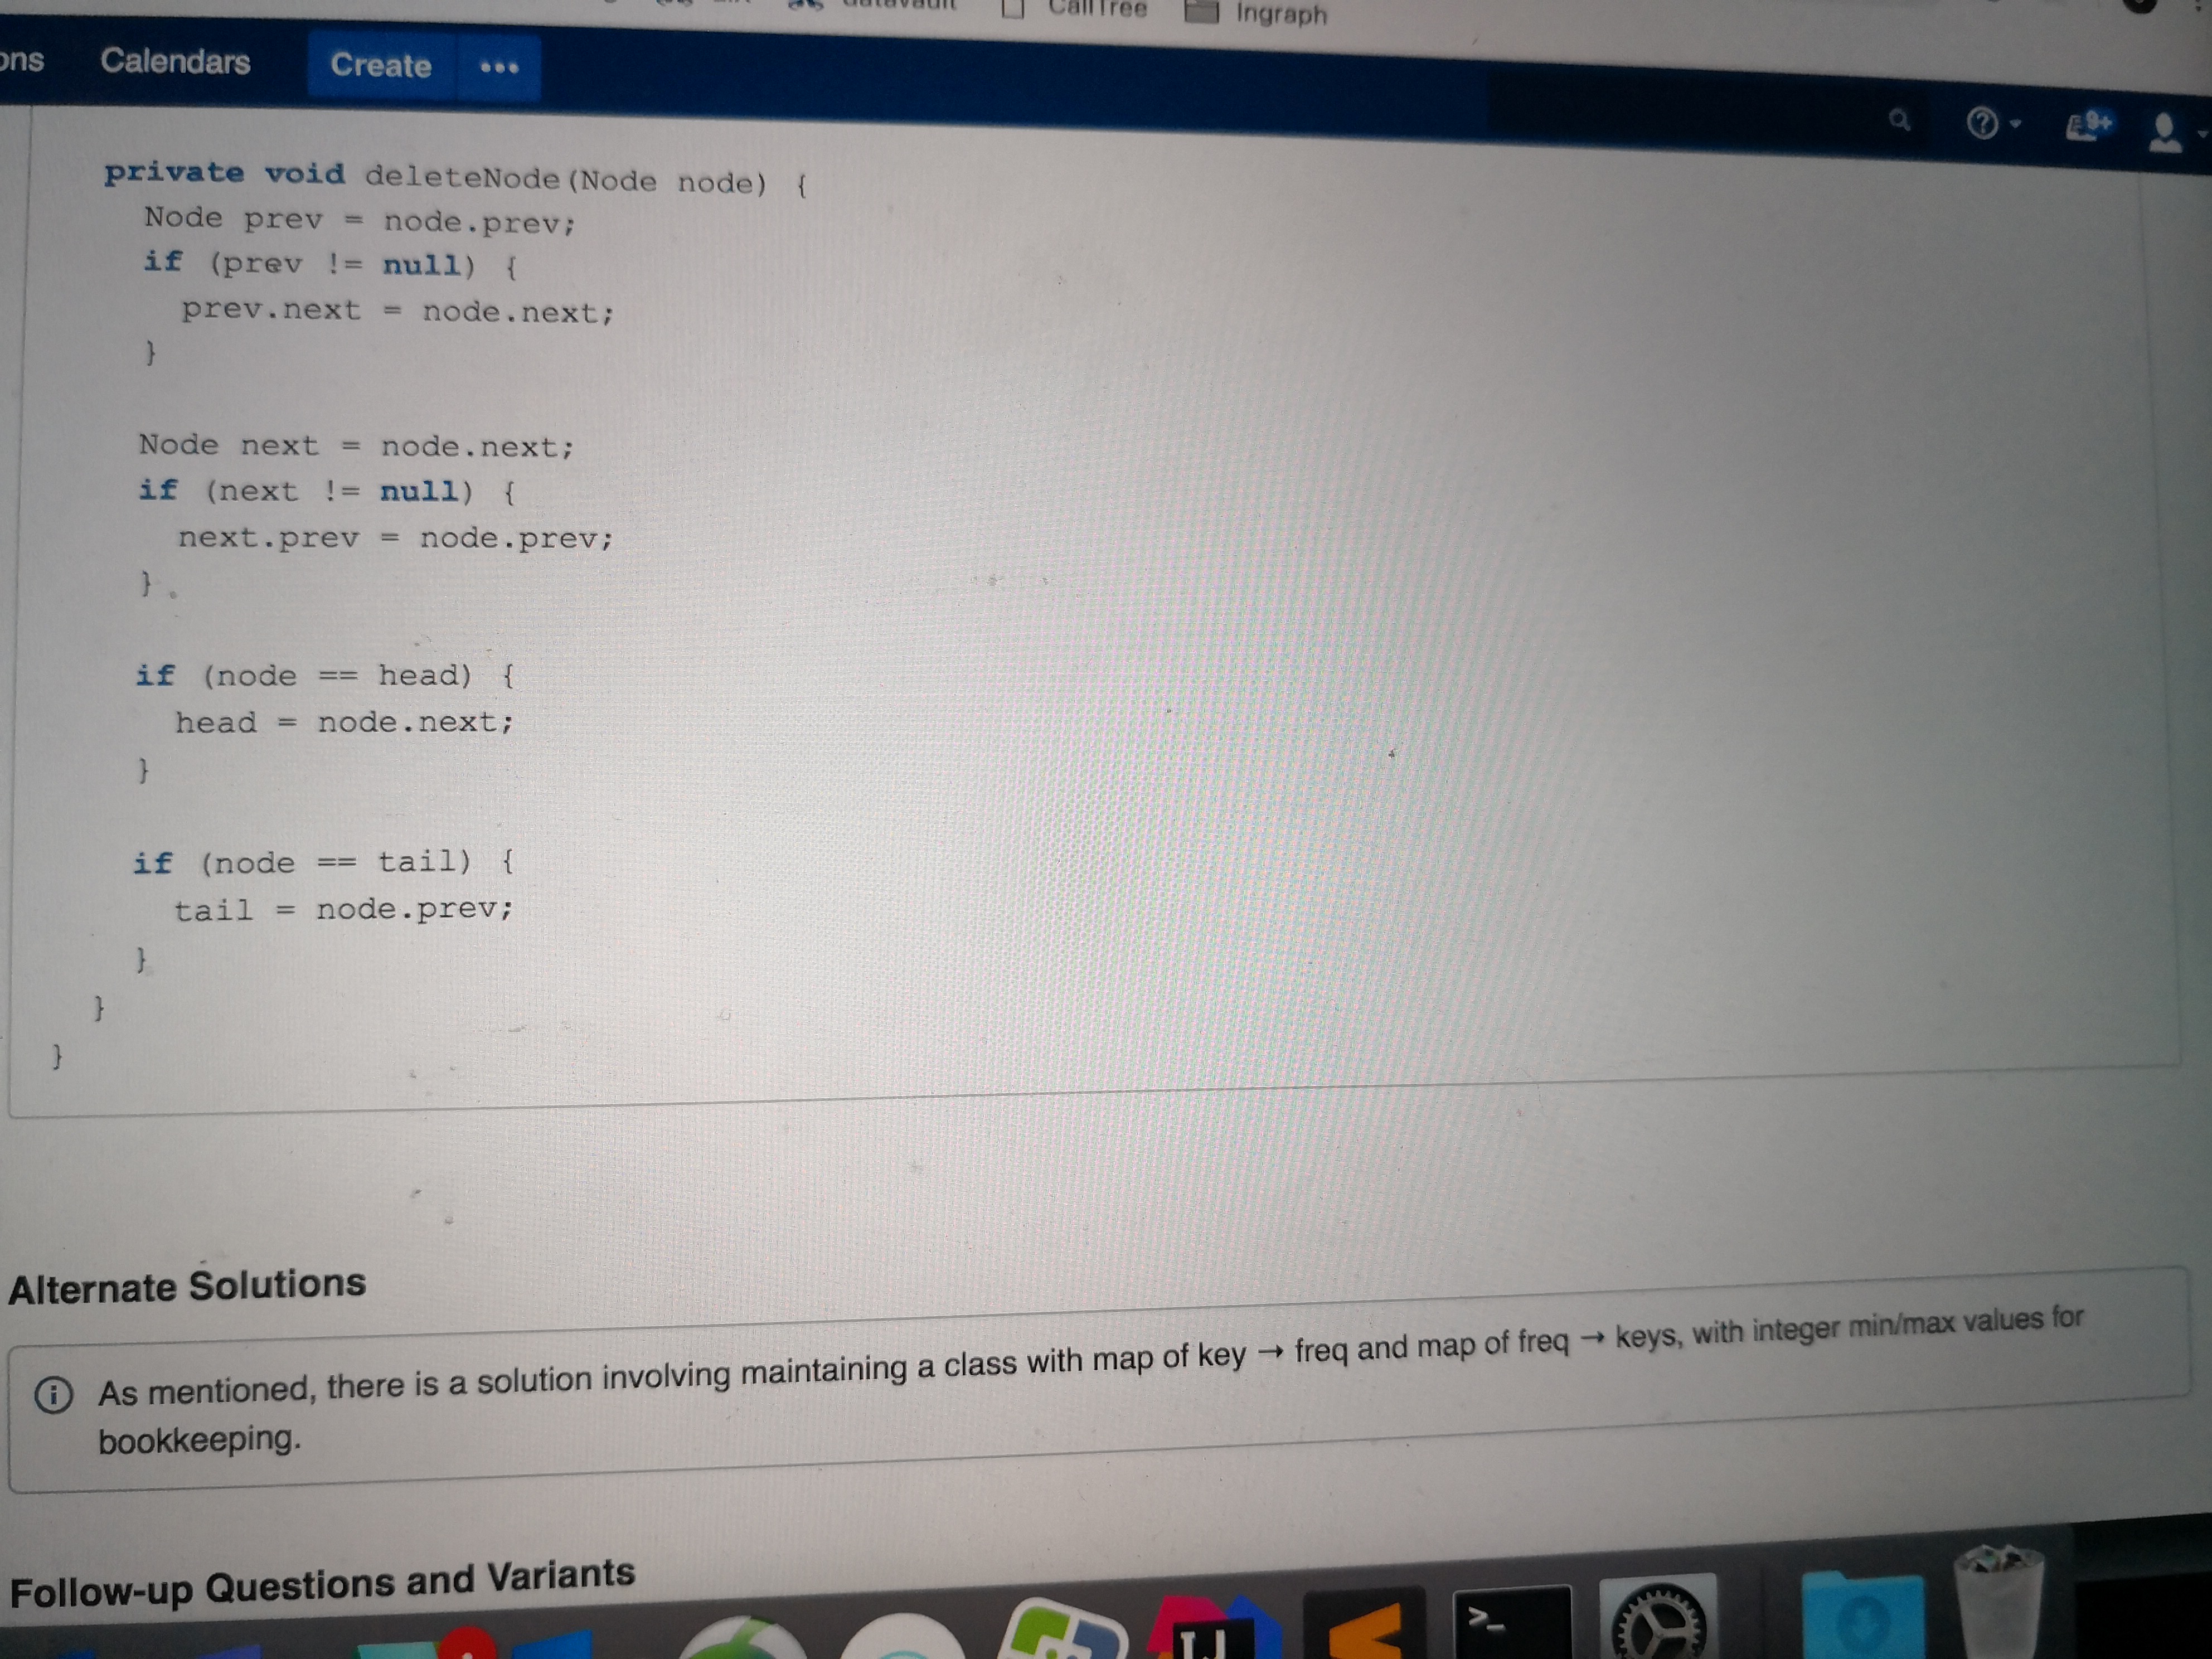 CallTree Ingraph
Calendars Create •••
9+
private void deleteNode(Node node) {
Node prev = node.prev;
if (prev != null) {
prev.next = node.next;
}
Node next = node.next;
if (next != null) {
next.prev = node.prev;
}
if (node == head) {
head = node.next;
}
if (node == tail) {
tail = node.prev;
}
}
}
Alternate Solutions
As mentioned, there is a solution involving maintaining a class with map of key → freq and map of freq → keys, with integer min/max values for
bookkeeping.
Follow-up Questions and Variants
>_
IJ